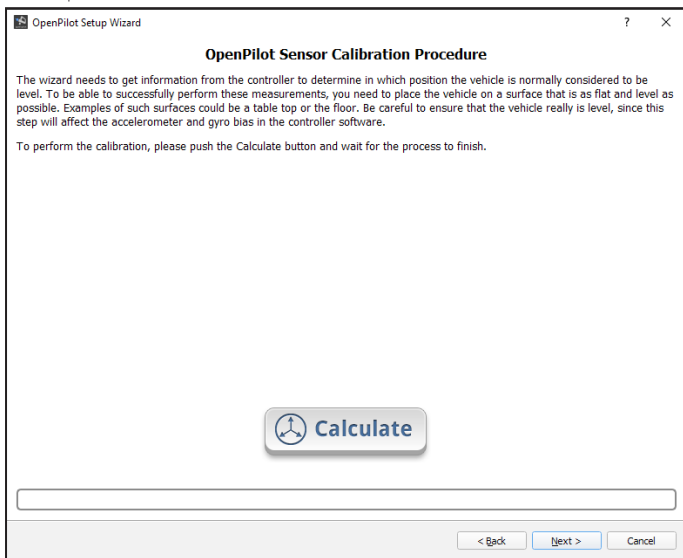 OpenPilot Setup Wizard
?
OpenPilot Sensor Calibration Procedure
The wizard needs to get information from the controller to determine in which position the vehicle is normally considered to be
level. To be able to successfully perform these measurements, you need to place the vehicle on a surface that is as flat and level as
possible. Examples of such surfaces could be a table top or the floor. Be careful to ensure that the vehicle really is level, since this
step will affect the accelerometer and gyro bias in the controller software.
To perform the calibration, please push the Calculate button and wait for the process to finish.
Calculate
< Back Next > Cancel